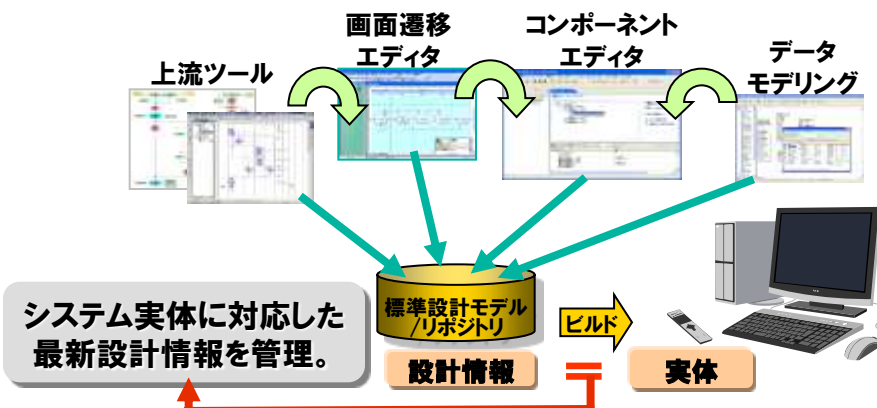 上流ツール
画面遷移
エディタ
コンポーネント
エディタ
データ
モデリング
システム実体に対応した
最新設計情報を管理。
標準設計モデル
/リポジトリ
ビルド
設計情報
＝
実体